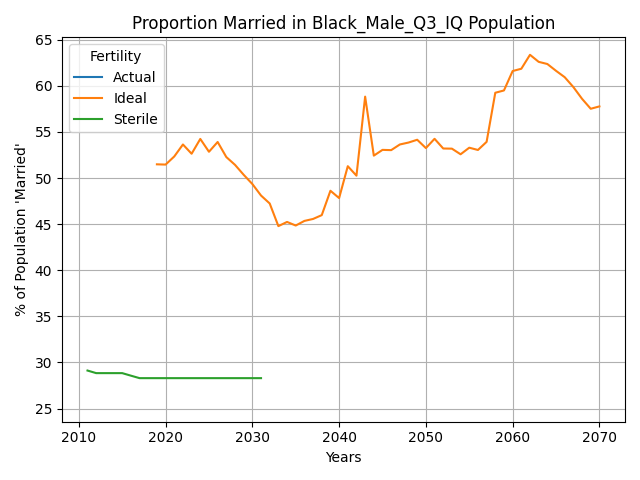 Proportion Married in Black_Male_Q3_IQ Population
Fertility
Actual
Ideal
Sterile
% of Population 'Married'
65
60
55
50
45
40
35
30
25
2010 2020 2030 2040 2050 2060 2070
Years